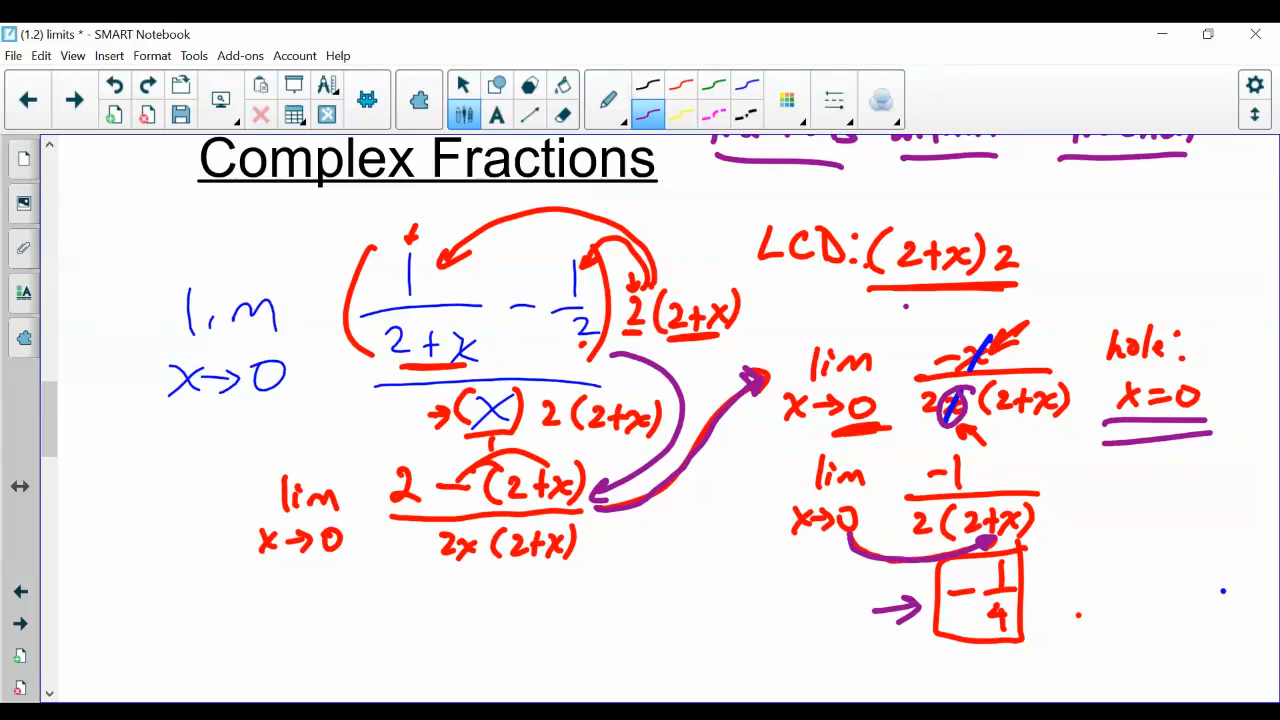 (1.2) limits * - SMART Notebook
File Edit View Insert Format Tools Add-ons Account Help
Complex Fractions
lim x→0 ( 1/(2+x) - 1/2 ) 2(2+x)
(x) 2(2+x)
LCD: (2+x)2
lim x→0 -x / 2x(2+x)
hole:
x=0
lim x→0 2-(2+x) / 2x(2+x)
lim x→0 -1 / 2(2+x)
- 1/4